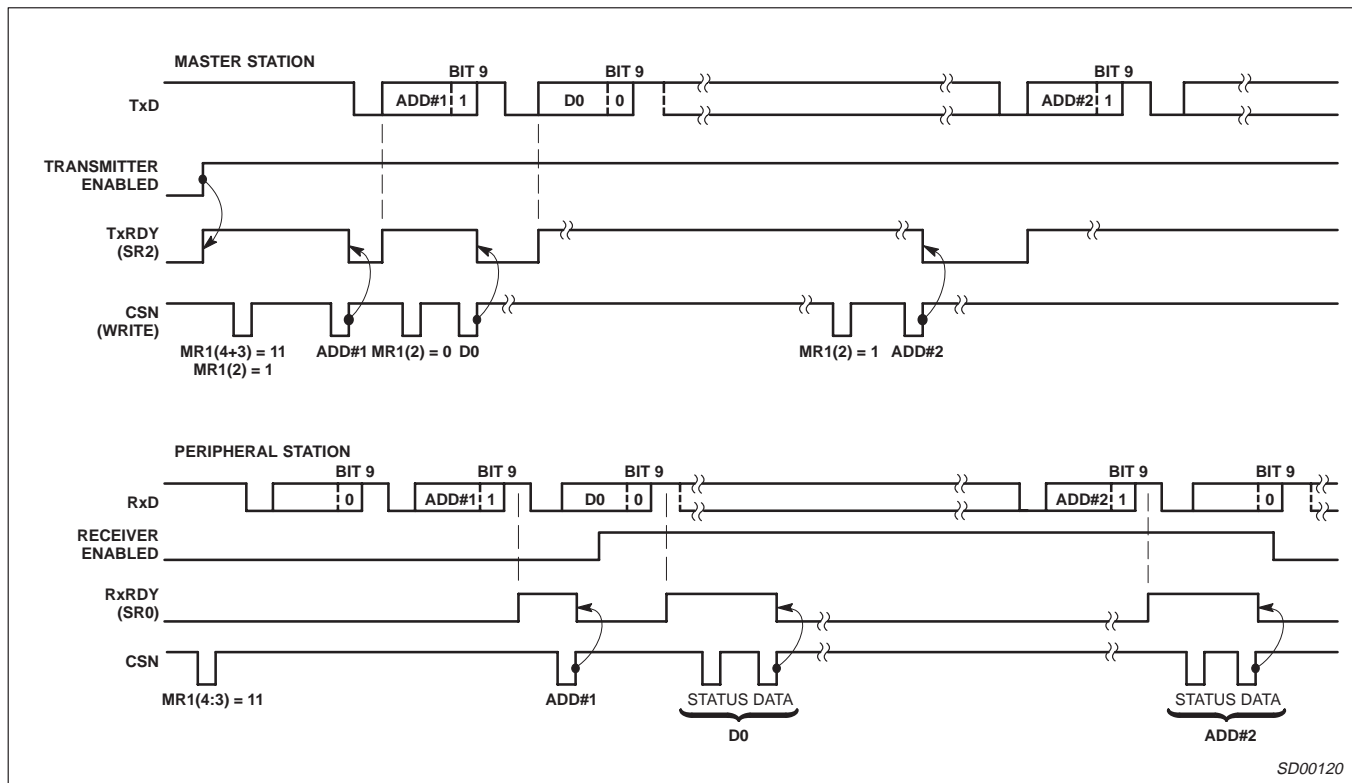 MASTER STATION
BIT 9 BIT 9 BIT 9
TxD ADD#1 1 D0 0 ADD#2 1
TRANSMITTER
ENABLED
TxRDY
(SR2)
CSN
(WRITE)
MR1(4+3) = 11 ADD#1 MR1(2) = 0 D0 MR1(2) = 1 ADD#2
MR1(2) = 1
PERIPHERAL STATION
BIT 9 BIT 9 BIT 9 BIT 9 BIT 9
RxD 0 ADD#1 1 D0 0 ADD#2 1 0
RECEIVER
ENABLED
RxRDY
(SR0)
CSN
MR1(4:3) = 11 ADD#1 STATUS DATA STATUS DATA
D0 ADD#2
SD00120